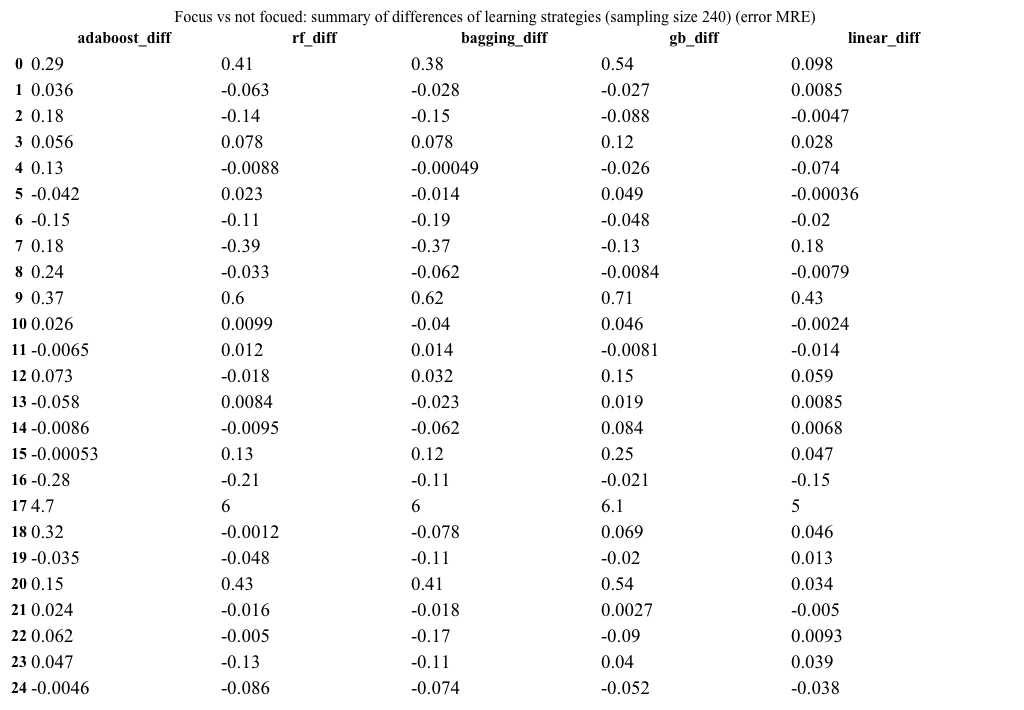 Focus vs not focued: summary of differences of learning strategies (sampling size 240) (error MRE)
adaboost_diff rf_diff bagging_diff gb_diff linear_diff
0 0.29 0.41 0.38 0.54 0.098
1 0.036 -0.063 -0.028 -0.027 0.0085
2 0.18 -0.14 -0.15 -0.088 -0.0047
3 0.056 0.078 0.078 0.12 0.028
4 0.13 -0.0088 -0.00049 -0.026 -0.074
5 -0.042 0.023 -0.014 0.049 -0.00036
6 -0.15 -0.11 -0.19 -0.048 -0.02
7 0.18 -0.39 -0.37 -0.13 0.18
8 0.24 -0.033 -0.062 -0.0084 -0.0079
9 0.37 0.6 0.62 0.71 0.43
10 0.026 0.0099 -0.04 0.046 -0.0024
11 -0.0065 0.012 0.014 -0.0081 -0.014
12 0.073 -0.018 0.032 0.15 0.059
13 -0.058 0.0084 -0.023 0.019 0.0085
14 -0.0086 -0.0095 -0.062 0.084 0.0068
15 -0.00053 0.13 0.12 0.25 0.047
16 -0.28 -0.21 -0.11 -0.021 -0.15
17 4.7 6 6 6.1 5
18 0.32 -0.0012 -0.078 0.069 0.046
19 -0.035 -0.048 -0.11 -0.02 0.013
20 0.15 0.43 0.41 0.54 0.034
21 0.024 -0.016 -0.018 0.0027 -0.005
22 0.062 -0.005 -0.17 -0.09 0.0093
23 0.047 -0.13 -0.11 0.04 0.039
24 -0.0046 -0.086 -0.074 -0.052 -0.038